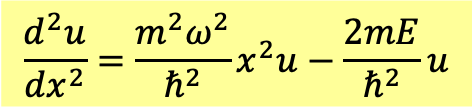 d²u/dx² = m²ω²/ħ² x²u − 2mE/ħ² u